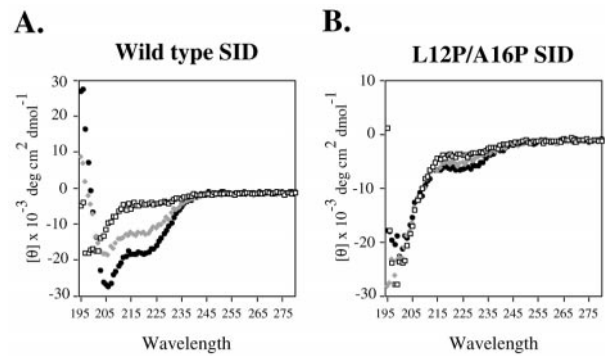 A.
Wild type SID
30
20
10
0
-10
-20
-30
[θ] x 10⁻³ deg cm² dmol⁻¹
195 205 215 225 235 245 255 265 275
Wavelength
B.
L12P/A16P SID
10
0
-10
-20
-30
[θ] x 10⁻³ deg cm² dmol⁻¹
195 205 215 225 235 245 255 265 275
Wavelength